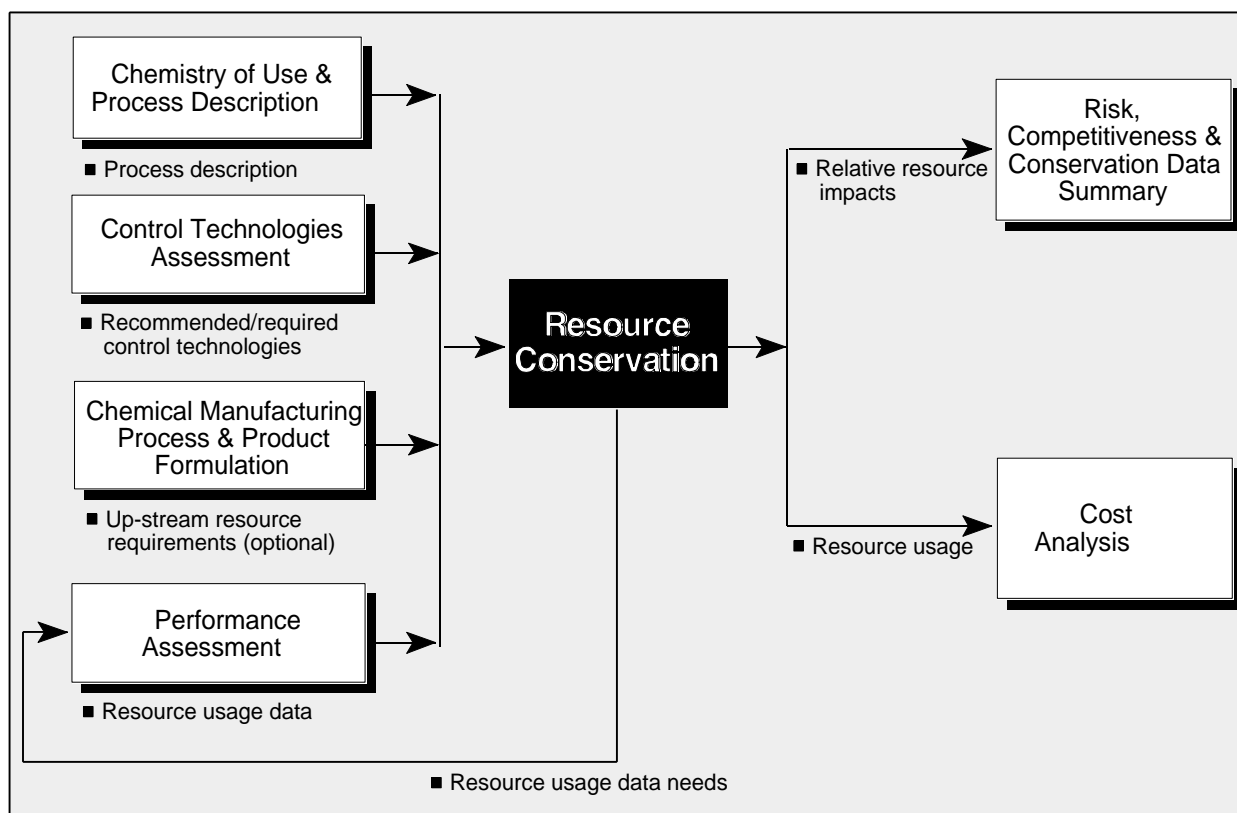 Chemistry of Use &
Process Description
■ Process description
Control Technologies
Assessment
■ Recommended/required
control technologies
Chemical Manufacturing
Process & Product
Formulation
■ Up-stream resource
requirements (optional)
Performance
Assessment
■ Resource usage data
Resource
Conservation
■ Resource usage data needs
■ Relative resource
impacts
Risk,
Competitiveness &
Conservation Data
Summary
■ Resource usage
Cost
Analysis